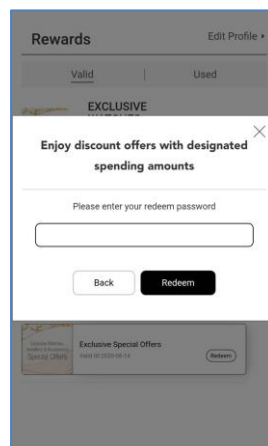 Rewards
Edit Profile
Valid | Used
EXCLUSIVE
Enjoy discount offers with designated
spending amounts
Please enter your redeem password
Back
Redeem
Exclusive Special Offers
Redeem
Special Offers